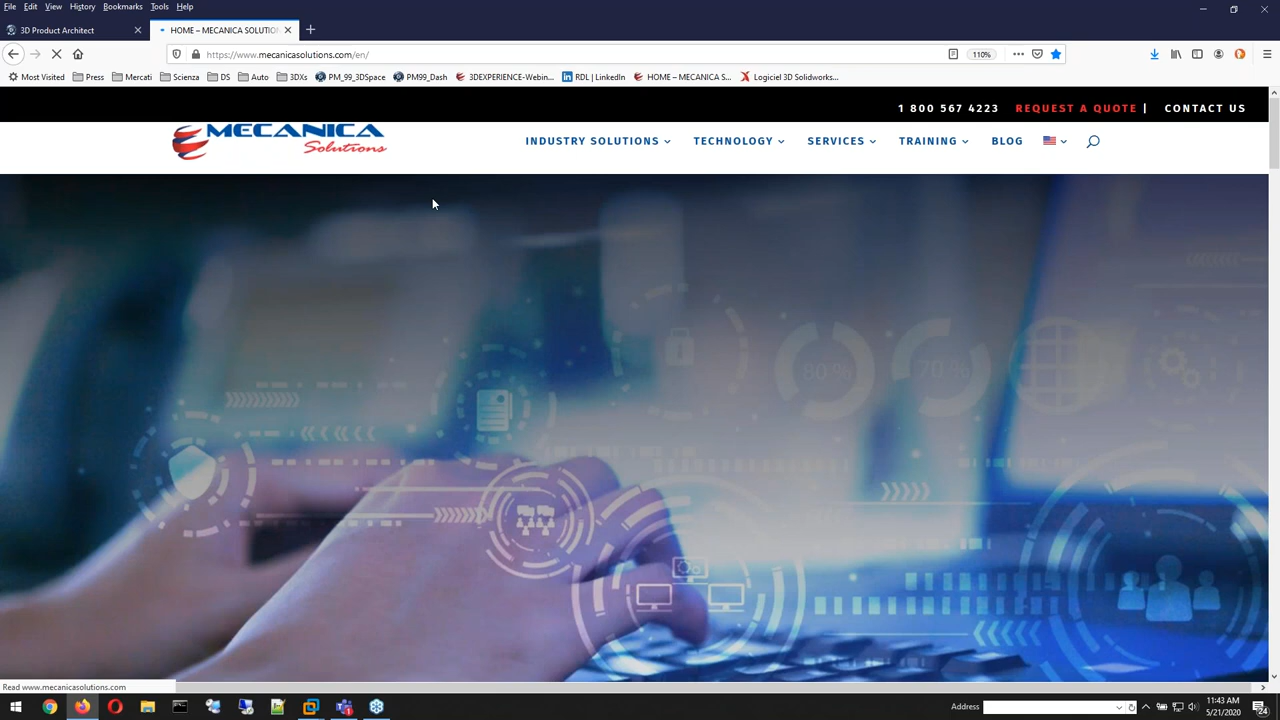 File Edit View History Bookmarks Tools Help
3D Product Architect
HOME – MECANICA SOLUTIO
https://www.mecanicasolutions.com/en/
110%
Most Visited Press Mercati Scienza DS Auto 3DXs PM_99_3DSpace PM99_Dash 3DEXPERIENCE-Webin... RDL | LinkedIn HOME – MECANICA S... Logiciel 3D Solidworks...
1 800 567 4223 REQUEST A QUOTE | CONTACT US
MECANICA
Solutions
INDUSTRY SOLUTIONS TECHNOLOGY SERVICES TRAINING BLOG
80%
70%
Read www.mecanicasolutions.com
Address
11:43 AM
5/21/2020
24